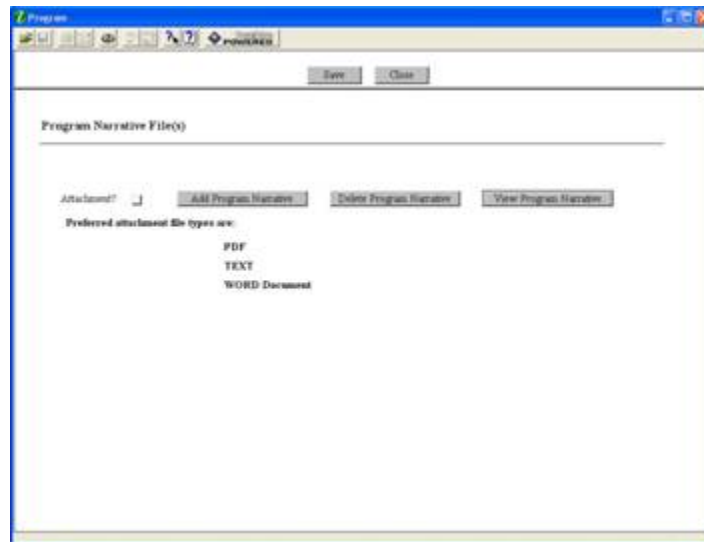 Program
POWERED
Save Close
Program Narrative File(s)
Attachment? Add Program Narrative Delete Program Narrative View Program Narrative
Preferred attachment file types are:
PDF
TEXT
WORD Document